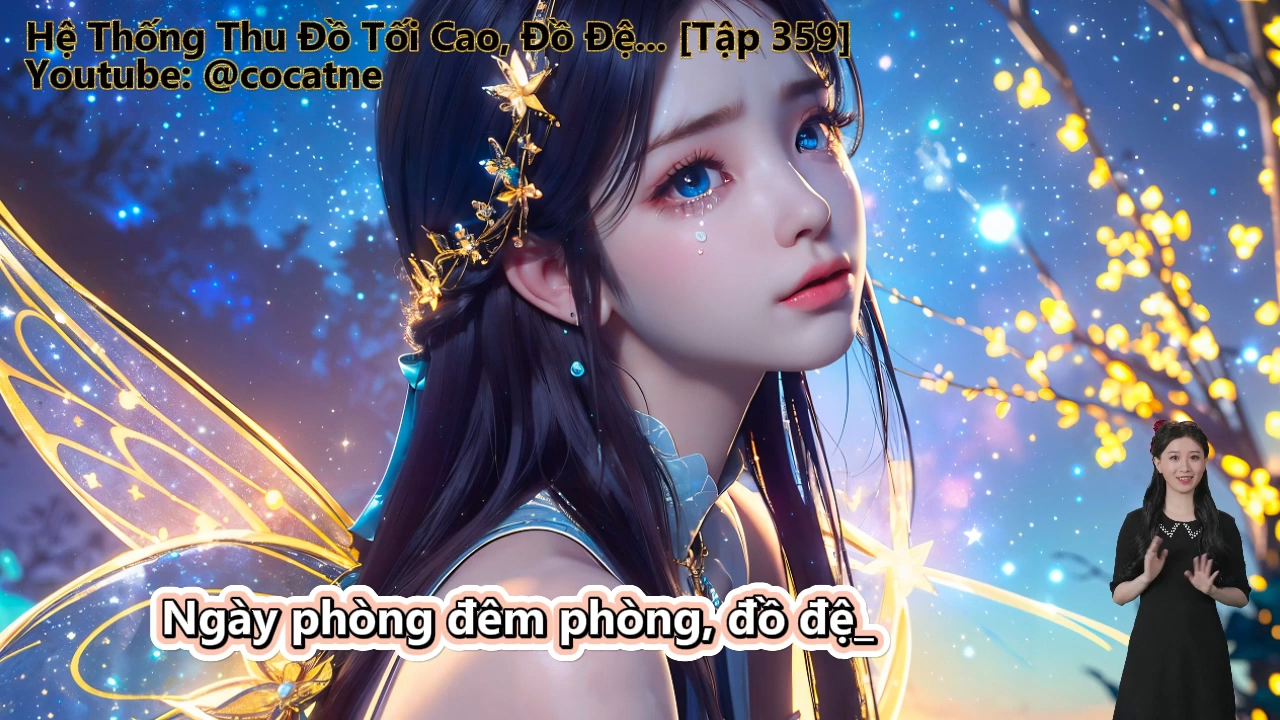 Hệ Thống Thu Đồ Tối Cao, Đồ Đệ... [Tập 359]
Youtube: @cocatne
Ngày phòng đêm phòng, đồ đệ_